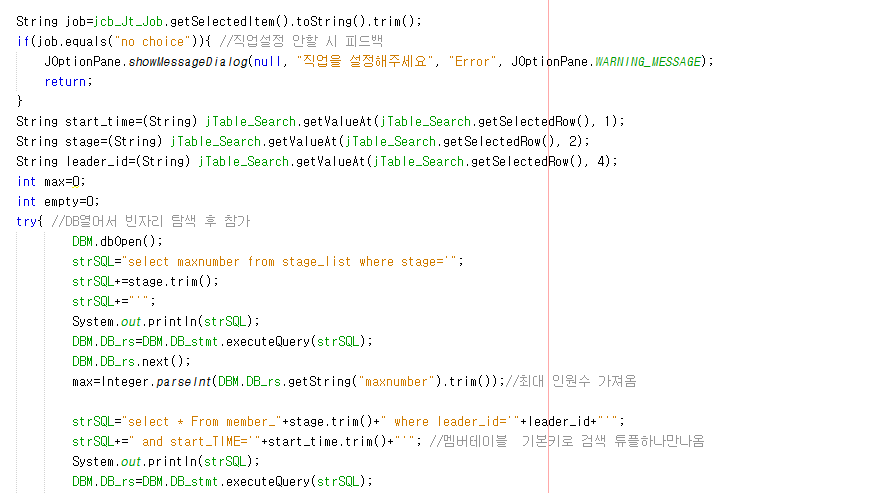 String job=jcb_Jt_Job.getSelectedItem().toString().trim();
if(job.equals("no choice")){ //직업설정 안할 시 피드백
JOptionPane.showMessageDialog(null, "직업을 설정해주세요", "Error", JOptionPane.WARNING_MESSAGE);
return;
}
String start_time=(String) jTable_Search.getValueAt(jTable_Search.getSelectedRow(), 1);
String stage=(String) jTable_Search.getValueAt(jTable_Search.getSelectedRow(), 2);
String leader_id=(String) jTable_Search.getValueAt(jTable_Search.getSelectedRow(), 4);
int max=0;
int empty=0;
try{ //DB열어서 빈자리 탐색 후 참가
DBM.dbOpen();
strSQL="select maxnumber from stage_list where stage='";
strSQL+=stage.trim();
strSQL+="'";
System.out.println(strSQL);
DBM.DB_rs=DBM.DB_stmt.executeQuery(strSQL);
DBM.DB_rs.next();
max=Integer.parseInt(DBM.DB_rs.getString("maxnumber").trim());//최대 인원수 가져옴
strSQL="select * From member_"+stage.trim()+" where leader_id='"+leader_id+"'";
strSQL+=" and start_TIME='"+start_time.trim()+"'"; //멤버테이블 기본키로 검색 튜플하나만나옴
System.out.println(strSQL);
DBM.DB_rs=DBM.DB_stmt.executeQuery(strSQL);